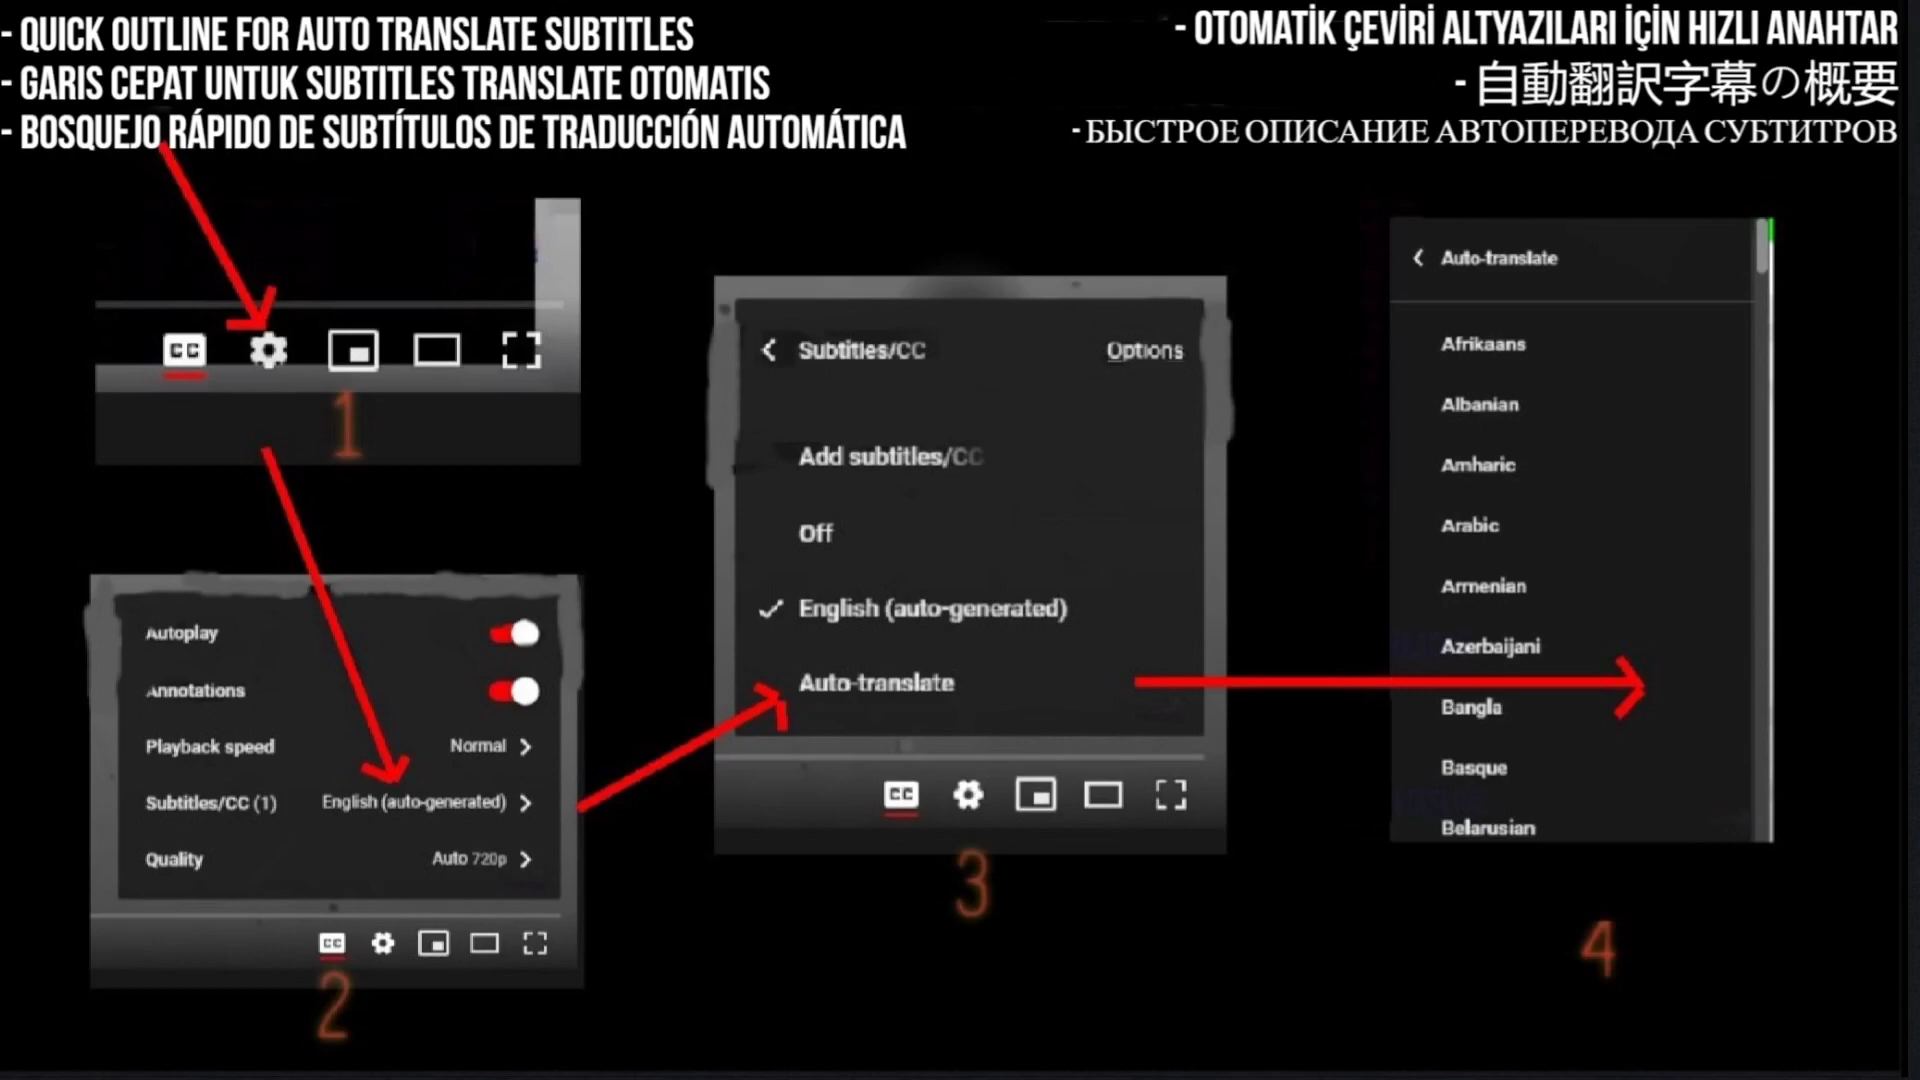 - QUICK OUTLINE FOR AUTO TRANSLATE SUBTITLES
- GARIS CEPAT UNTUK SUBTITLES TRANSLATE OTOMATIS
- BOSQUEJO RÁPIDO DE SUBTÍTULOS DE TRADUCCIÓN AUTOMÁTICA
- OTOMATİK ÇEVİRİ ALTYAZILARI İÇİN HIZLI ANAHTAR
- 自動翻訳字幕の概要
- БЫСТРОЕ ОПИСАНИЕ АВТОПЕРЕВОДА СУБТИТРОВ
CC
1
Autoplay
Annotations
Playback speed Normal
Subtitles/CC (1) English (auto-generated)
Quality Auto 720p
CC
2
Subtitles/CC Options
Add subtitles/CC
Off
English (auto-generated)
Auto-translate
CC
3
Auto-translate
Afrikaans
Albanian
Amharic
Arabic
Armenian
Azerbaijani
Bangla
Basque
Belarusian
4